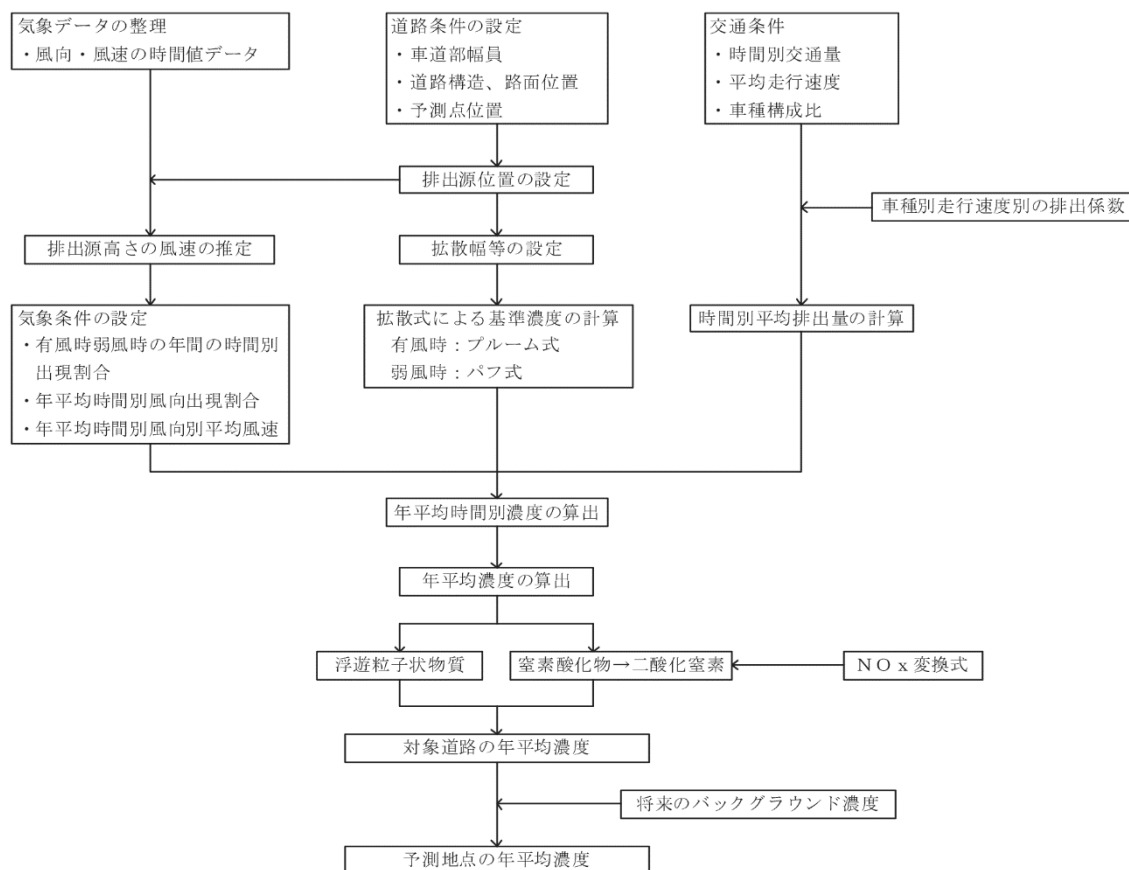 気象データの整理
・風向・風速の時間値データ
道路条件の設定
・車道部幅員
・道路構造、路面位置
・予測点位置
交通条件
・時間別交通量
・平均走行速度
・車種構成比
排出源位置の設定
車種別走行速度別の排出係数
排出源高さの風速の推定
拡散幅等の設定
気象条件の設定
・有風時弱風時の年間の時間別
出現割合
・年平均時間別風向出現割合
・年平均時間別風向別平均風速
拡散式による基準濃度の計算
有風時：プルーム式
弱風時：パフ式
時間別平均排出量の計算
年平均時間別濃度の算出
年平均濃度の算出
浮遊粒子状物質
窒素酸化物→二酸化窒素
ＮＯｘ変換式
対象道路の年平均濃度
将来のバックグラウンド濃度
予測地点の年平均濃度